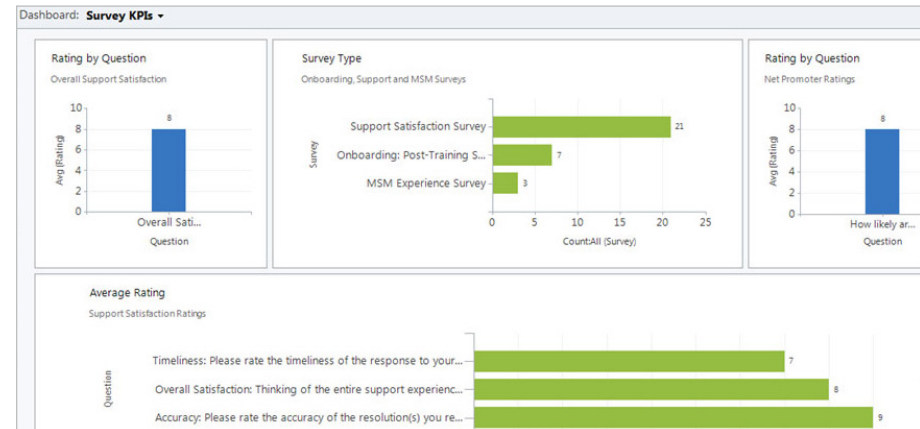 Dashboard: Survey KPIs
Rating by Question
Overall Support Satisfaction
10
8
6
4
2
0
Avg (Rating)
8
Overall Sati...
Question
Survey Type
Onboarding, Support and MSM Surveys
Survey
Support Satisfaction Survey
21
Onboarding: Post-Training S...
7
MSM Experience Survey
3
0 5 10 15 20 25
Count:All (Survey)
Rating by Question
Net Promoter Ratings
10
8
6
4
2
0
Avg (Rating)
8
How likely ar...
Question
Average Rating
Support Satisfaction Ratings
Question
Timeliness: Please rate the timeliness of the response to your...
7
Overall Satisfaction: Thinking of the entire support experienc...
8
Accuracy: Please rate the accuracy of the resolution(s) you re...
9